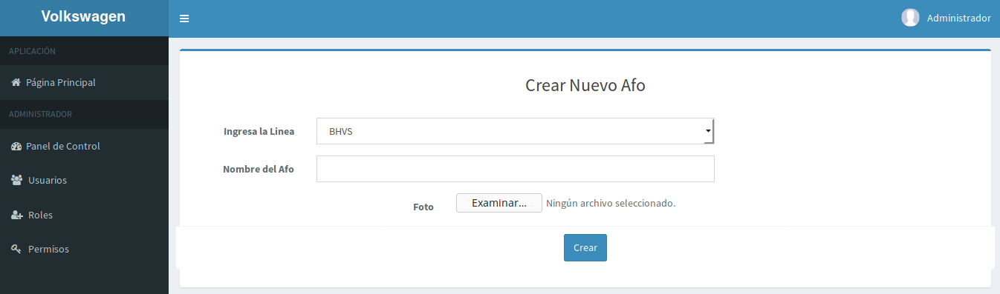 Volkswagen
Administrador
APLICACIÓN
Página Principal
ADMINISTRADOR
Panel de Control
Usuarios
Roles
Permisos
Crear Nuevo Afo
Ingresa la Linea
BHVS
Nombre del Afo
Foto
Examinar...
Ningún archivo seleccionado.
Crear